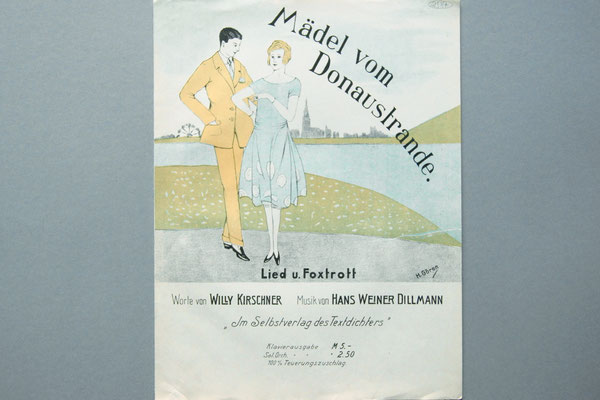 Mädel vom
Donaustrande.
Lied u. Foxtrott
Worte von WILLY KIRSCHNER Musik von HANS WEINER DILLMANN
„Im Selbstverlag des Textdichters"
Klavierausgabe M 5.-
Sal. Orch. " " 2.50
100% Teuerungszuschlag